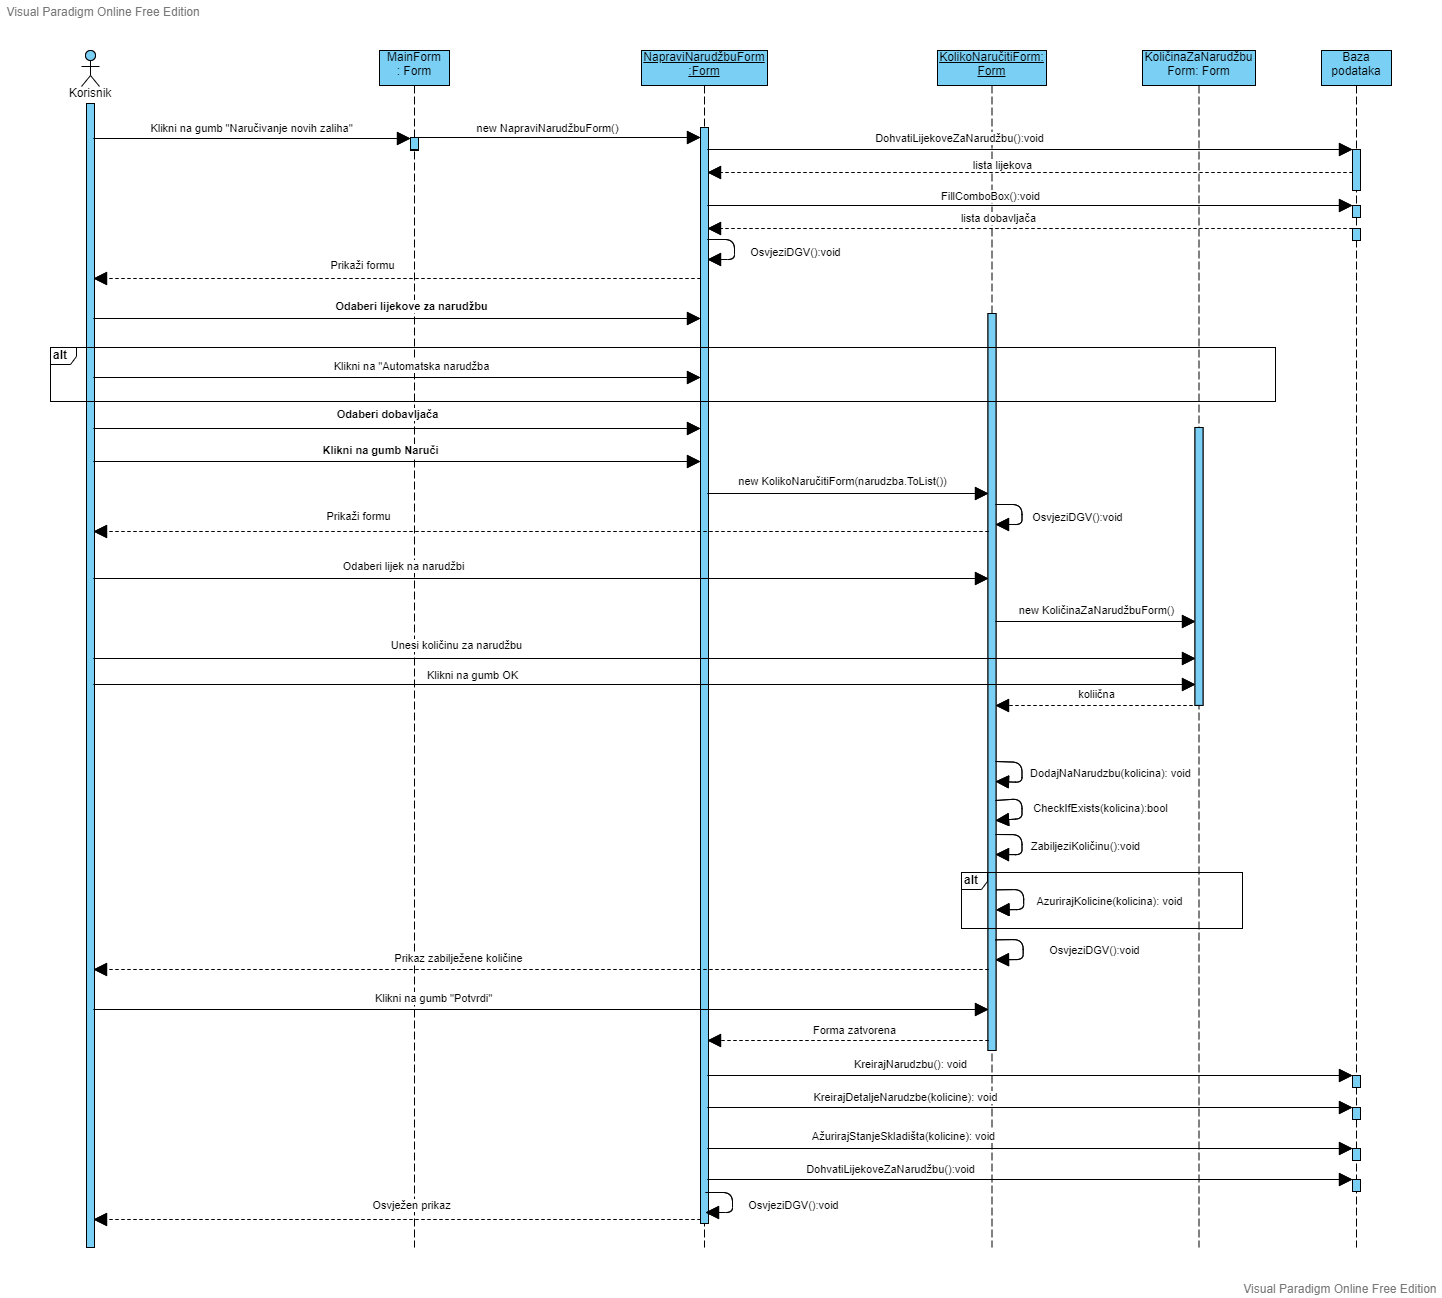 Visual Paradigm Online Free Edition
Korisnik
MainForm
: Form
NapraviNarudžbuForm
:Form
KolikoNaručitiForm:
Form
KoličinaZaNarudžbu
Form: Form
Baza
podataka
Klikni na gumb "Naručivanje novih zaliha"
new NapraviNarudžbuForm()
DohvatiLijekoveZaNarudžbu():void
lista lijekova
FillComboBox():void
lista dobavljača
OsvjeziDGV():void
Prikaži formu
Odaberi lijekove za narudžbu
alt
Klikni na "Automatska narudžba
Odaberi dobavljača
Klikni na gumb Naruči
new KolikoNaručitiForm(narudzba.ToList())
Prikaži formu
OsvjeziDGV():void
Odaberi lijek na narudžbi
new KoličinaZaNarudžbuForm()
Unesi količinu za narudžbu
Klikni na gumb OK
koliična
DodajNaNarudzbu(kolicina): void
CheckIfExists(kolicina):bool
ZabiljeziKoličinu():void
alt
AzurirajKolicine(kolicina): void
OsvjeziDGV():void
Prikaz zabilježene količine
Klikni na gumb "Potvrdi"
Forma zatvorena
KreirajNarudzbu(): void
KreirajDetaljeNarudzbe(kolicine): void
AžurirajStanjeSkladišta(kolicine): void
DohvatiLijekoveZaNarudžbu():void
Osvježen prikaz
OsvjeziDGV():void
Visual Paradigm Online Free Edition